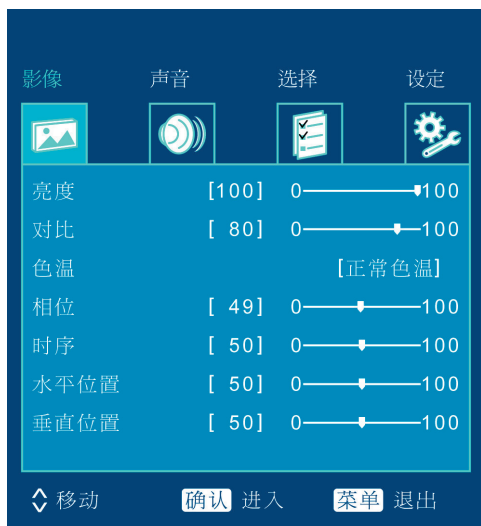 影像 声音 选择 设定
亮度 [100] 0 100
对比 [ 80] 0 100
色温 [正常色温]
相位 [ 49] 0 100
时序 [ 50] 0 100
水平位置 [ 50] 0 100
垂直位置 [ 50] 0 100
移动 确认 进入 菜单 退出